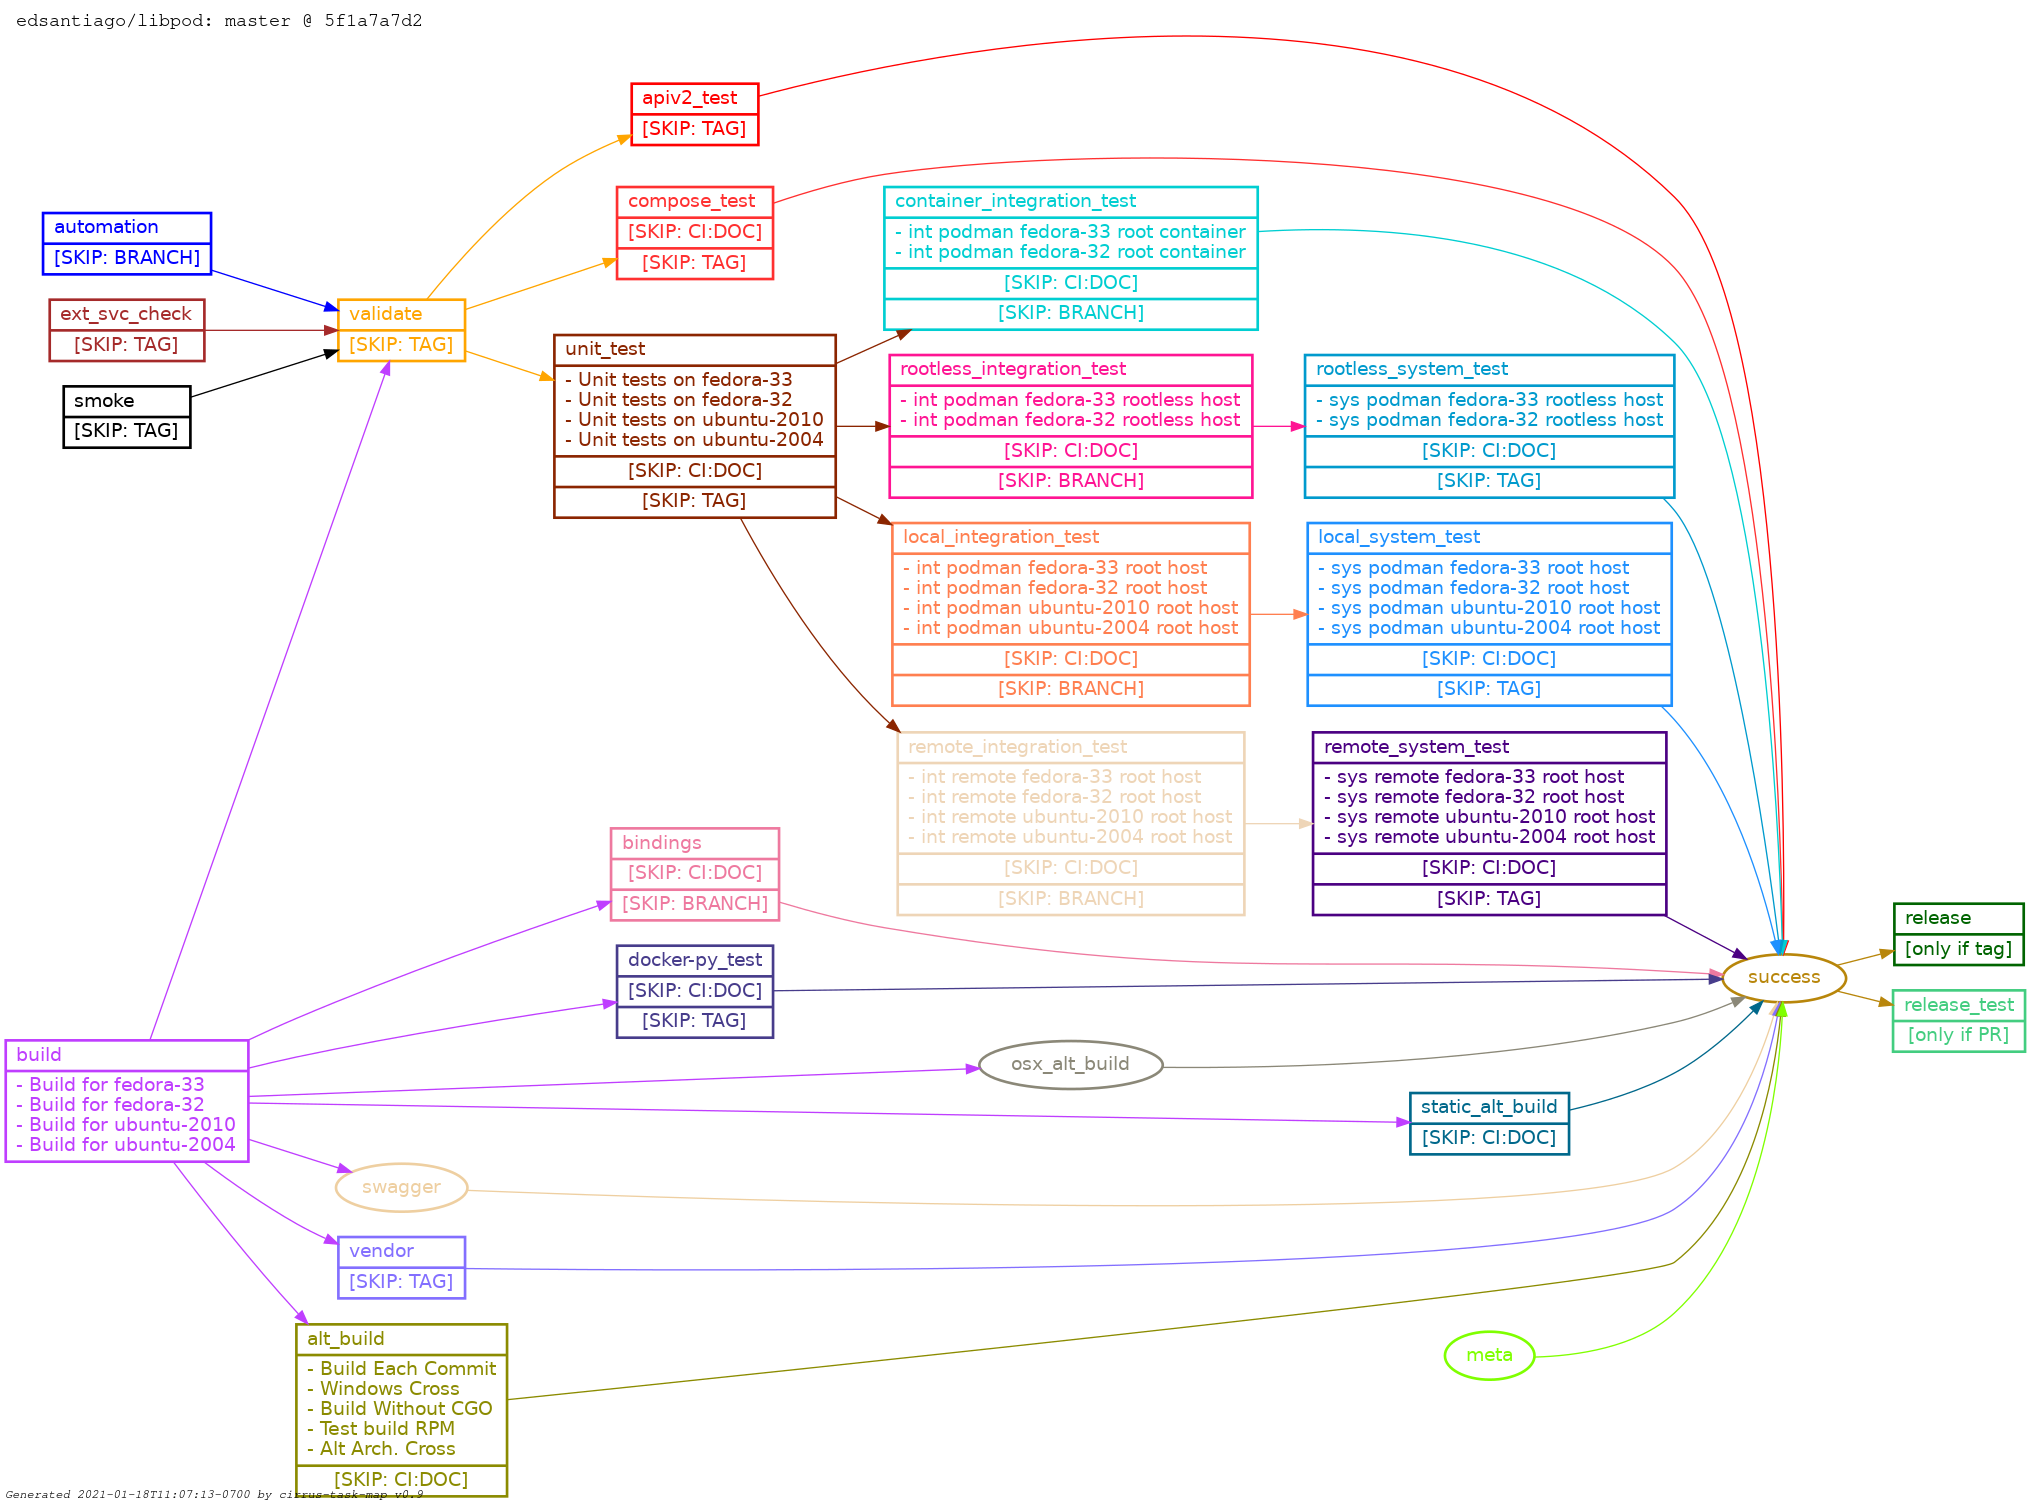 edsantiago/libpod: master @ 5f1a7a7d2
apiv2_test
[SKIP: TAG]
compose_test
[SKIP: CI:DOC]
[SKIP: TAG]
container_integration_test
- int podman fedora-33 root container
- int podman fedora-32 root container
[SKIP: CI:DOC]
[SKIP: BRANCH]
automation
[SKIP: BRANCH]
ext_svc_check
[SKIP: TAG]
validate
[SKIP: TAG]
smoke
[SKIP: TAG]
unit_test
- Unit tests on fedora-33
- Unit tests on fedora-32
- Unit tests on ubuntu-2010
- Unit tests on ubuntu-2004
[SKIP: CI:DOC]
[SKIP: TAG]
rootless_integration_test
- int podman fedora-33 rootless host
- int podman fedora-32 rootless host
[SKIP: CI:DOC]
[SKIP: BRANCH]
rootless_system_test
- sys podman fedora-33 rootless host
- sys podman fedora-32 rootless host
[SKIP: CI:DOC]
[SKIP: TAG]
local_integration_test
- int podman fedora-33 root host
- int podman fedora-32 root host
- int podman ubuntu-2010 root host
- int podman ubuntu-2004 root host
[SKIP: CI:DOC]
[SKIP: BRANCH]
local_system_test
- sys podman fedora-33 root host
- sys podman fedora-32 root host
- sys podman ubuntu-2010 root host
- sys podman ubuntu-2004 root host
[SKIP: CI:DOC]
[SKIP: TAG]
remote_integration_test
- int remote fedora-33 root host
- int remote fedora-32 root host
- int remote ubuntu-2010 root host
- int remote ubuntu-2004 root host
[SKIP: CI:DOC]
[SKIP: BRANCH]
remote_system_test
- sys remote fedora-33 root host
- sys remote fedora-32 root host
- sys remote ubuntu-2010 root host
- sys remote ubuntu-2004 root host
[SKIP: CI:DOC]
[SKIP: TAG]
bindings
[SKIP: CI:DOC]
[SKIP: BRANCH]
docker-py_test
[SKIP: CI:DOC]
[SKIP: TAG]
success
release
[only if tag]
release_test
[only if PR]
build
- Build for fedora-33
- Build for fedora-32
- Build for ubuntu-2010
- Build for ubuntu-2004
osx_alt_build
static_alt_build
[SKIP: CI:DOC]
swagger
vendor
[SKIP: TAG]
alt_build
- Build Each Commit
- Windows Cross
- Build Without CGO
- Test build RPM
- Alt Arch. Cross
[SKIP: CI:DOC]
meta
Generated 2021-01-18T11:07:13-0700 by cirrus-task-map v0.9